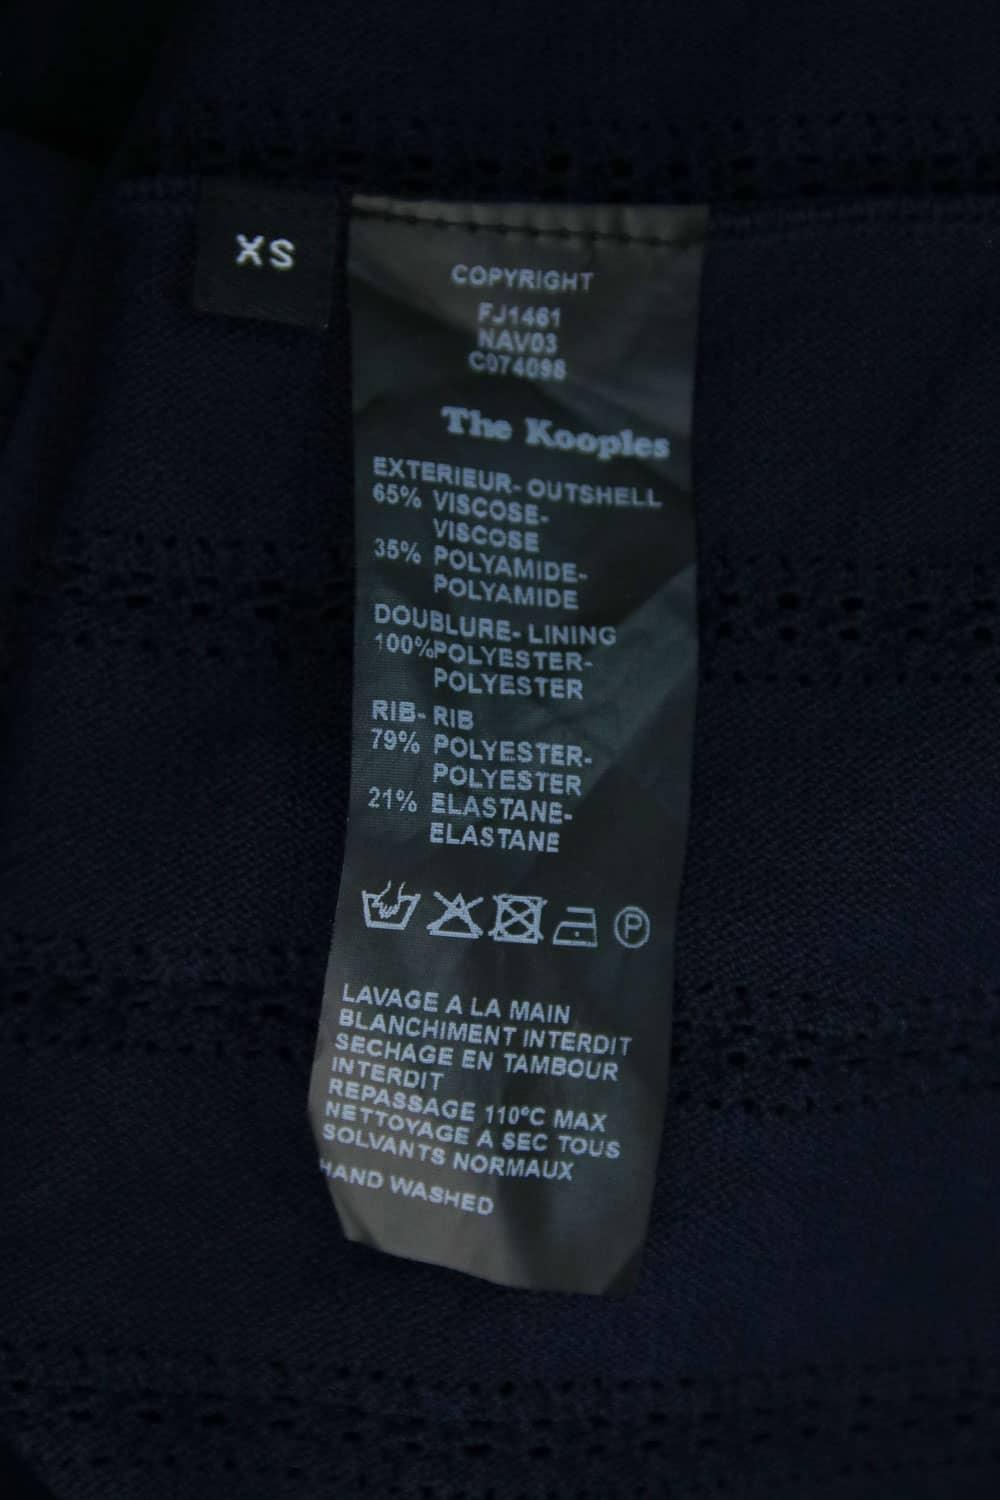 XS
COPYRIGHT
FJ1461
NAV03
C074098
The Kooples
EXTERIEUR- OUTSHELL
65% VISCOSE-
VISCOSE
35% POLYAMIDE-
POLYAMIDE
DOUBLURE- LINING
100%POLYESTER-
POLYESTER
RIB- RIB
79% POLYESTER-
POLYESTER
21% ELASTANE-
ELASTANE
P
LAVAGE A LA MAIN
BLANCHIMENT INTERDIT
SECHAGE EN TAMBOUR
INTERDIT
REPASSAGE 110°C MAX
NETTOYAGE A SEC TOUS
SOLVANTS NORMAUX
HAND WASHED